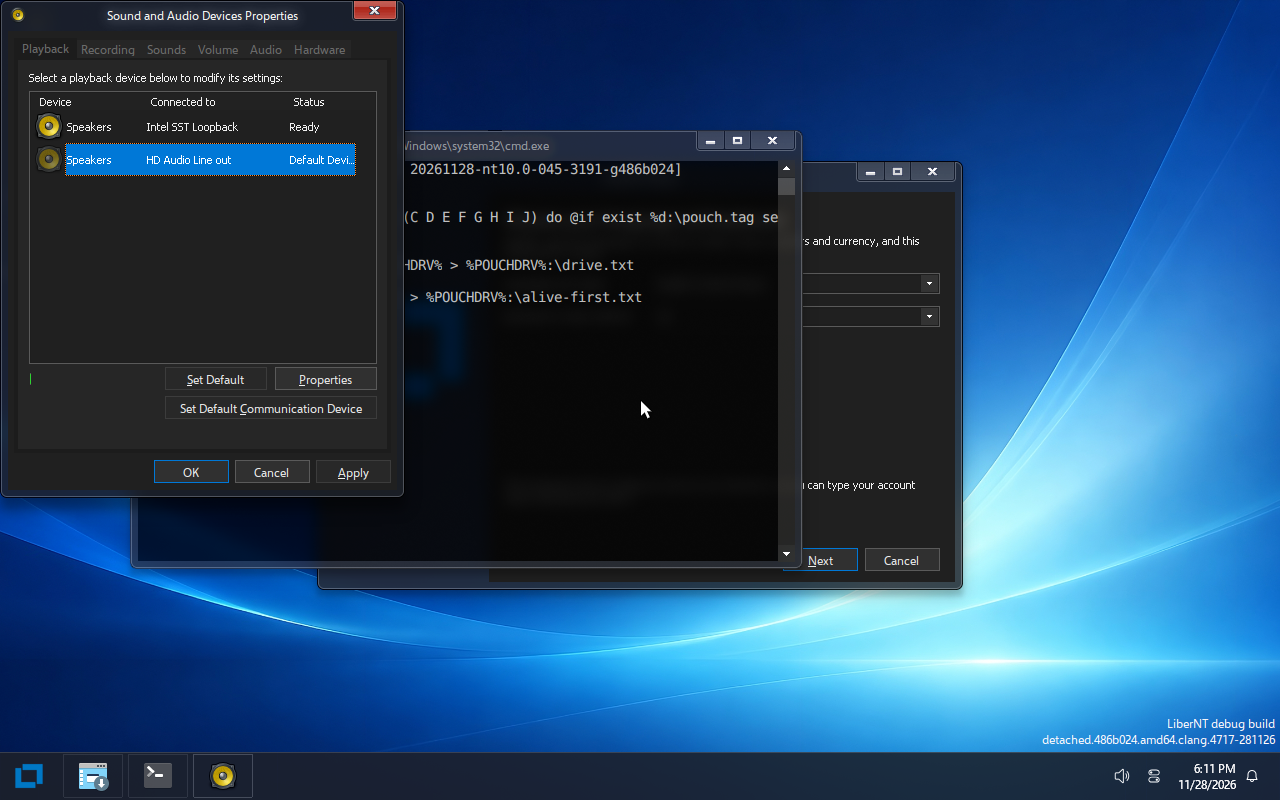 Sound and Audio Devices Properties
Playback Recording Sounds Volume Audio Hardware
Select a playback device below to modify its settings:
Device Connected to Status
Speakers Intel SST Loopback Ready
Speakers HD Audio Line out Default Devi...
Set Default Properties
Set Default Communication Device
OK Cancel Apply
Windows\system32\cmd.exe
20261128-nt10.0-045-3191-g486b024]
(C D E F G H I J) do @if exist %d:\pouch.tag se
HDRV% > %POUCHDRV%:\drive.txt
> %POUCHDRV%:\alive-first.txt
rs and currency, and this
can type your account
Next Cancel
LiberNT debug build
detached.486b024.amd64.clang.4717-281126
6:11 PM
11/28/2026